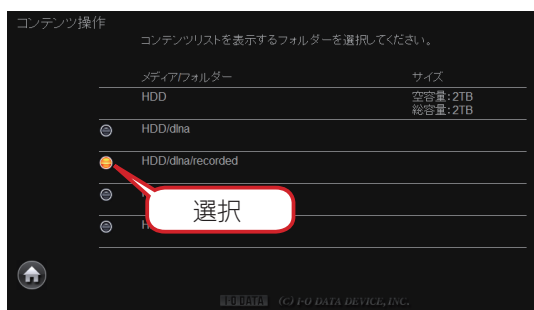 コンテンツ操作
コンテンツリストを表示するフォルダーを選択してください。
メディア/フォルダー サイズ
HDD 空容量:2TB
総容量:2TB
HDD/dlna
HDD/dlna/recorded
選択
I-O DATA (C) I-O DATA DEVICE, INC.